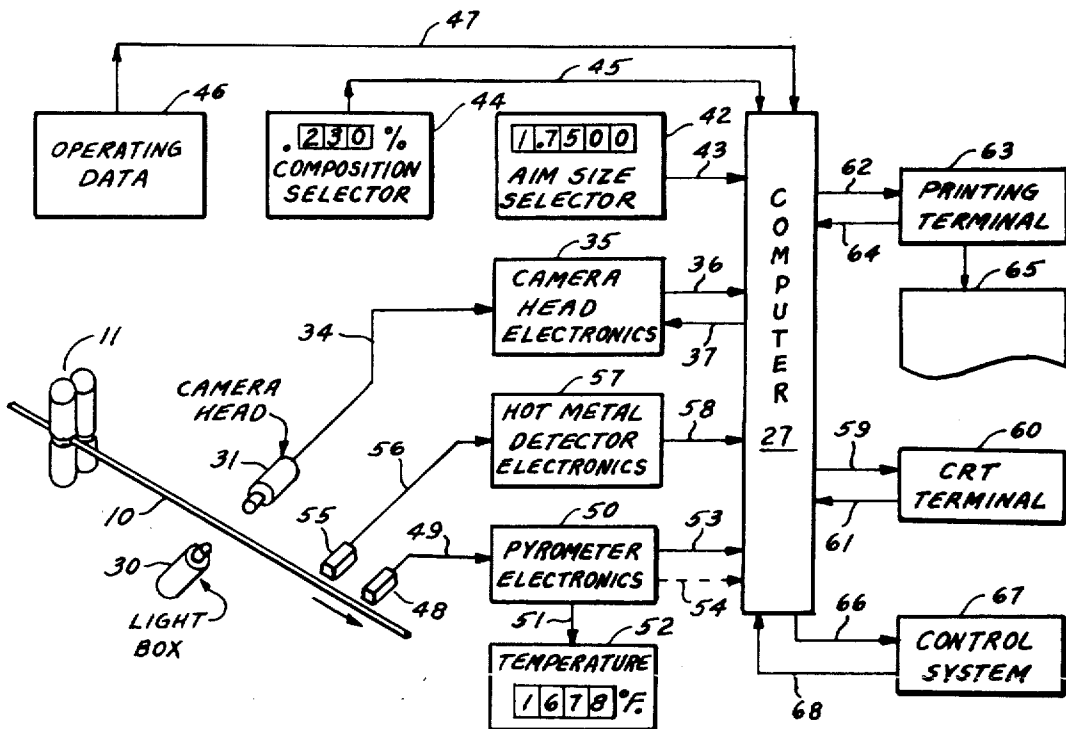 47
46
OPERATING
DATA
45
44
.230 %
COMPOSITION
SELECTOR
42
1.7500
AIM SIZE
SELECTOR
43
COMPUTER
27
62
63
PRINTING
TERMINAL
64
65
35
CAMERA
HEAD
ELECTRONICS
36
37
34
11
CAMERA
HEAD
31
10
30
LIGHT
BOX
57
HOT METAL
DETECTOR
ELECTRONICS
58
56
55
48
49
50
PYROMETER
ELECTRONICS
53
54
51
52
TEMPERATURE
1678 °F.
59
60
CRT
TERMINAL
61
66
67
CONTROL
SYSTEM
68